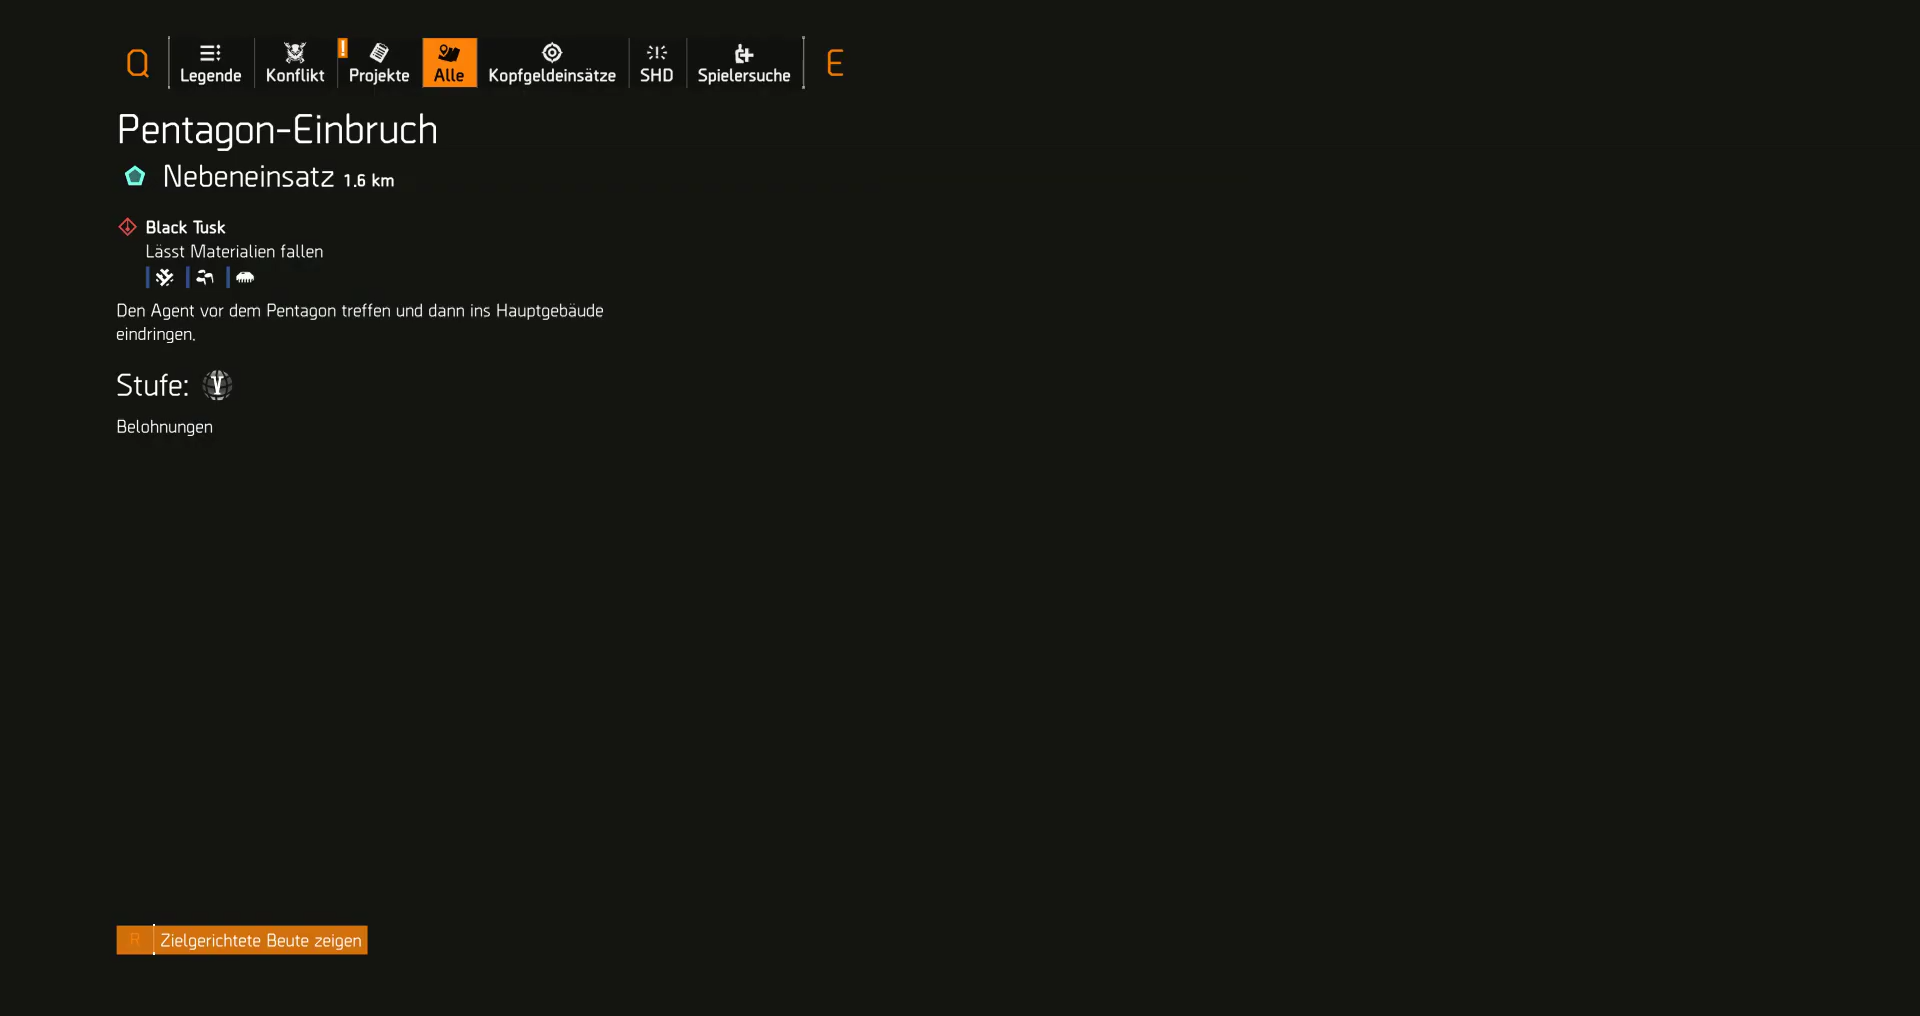 Q
Legende
Konflikt
!
Projekte
Alle
Kopfgeldeinsätze
SHD
Spielersuche
E
Pentagon-Einbruch
Nebeneinsatz 1.6 km
Black Tusk
Lässt Materialien fallen
Den Agent vor dem Pentagon treffen und dann ins Hauptgebäude
eindringen.
Stufe: V
Belohnungen
R Zielgerichtete Beute zeigen